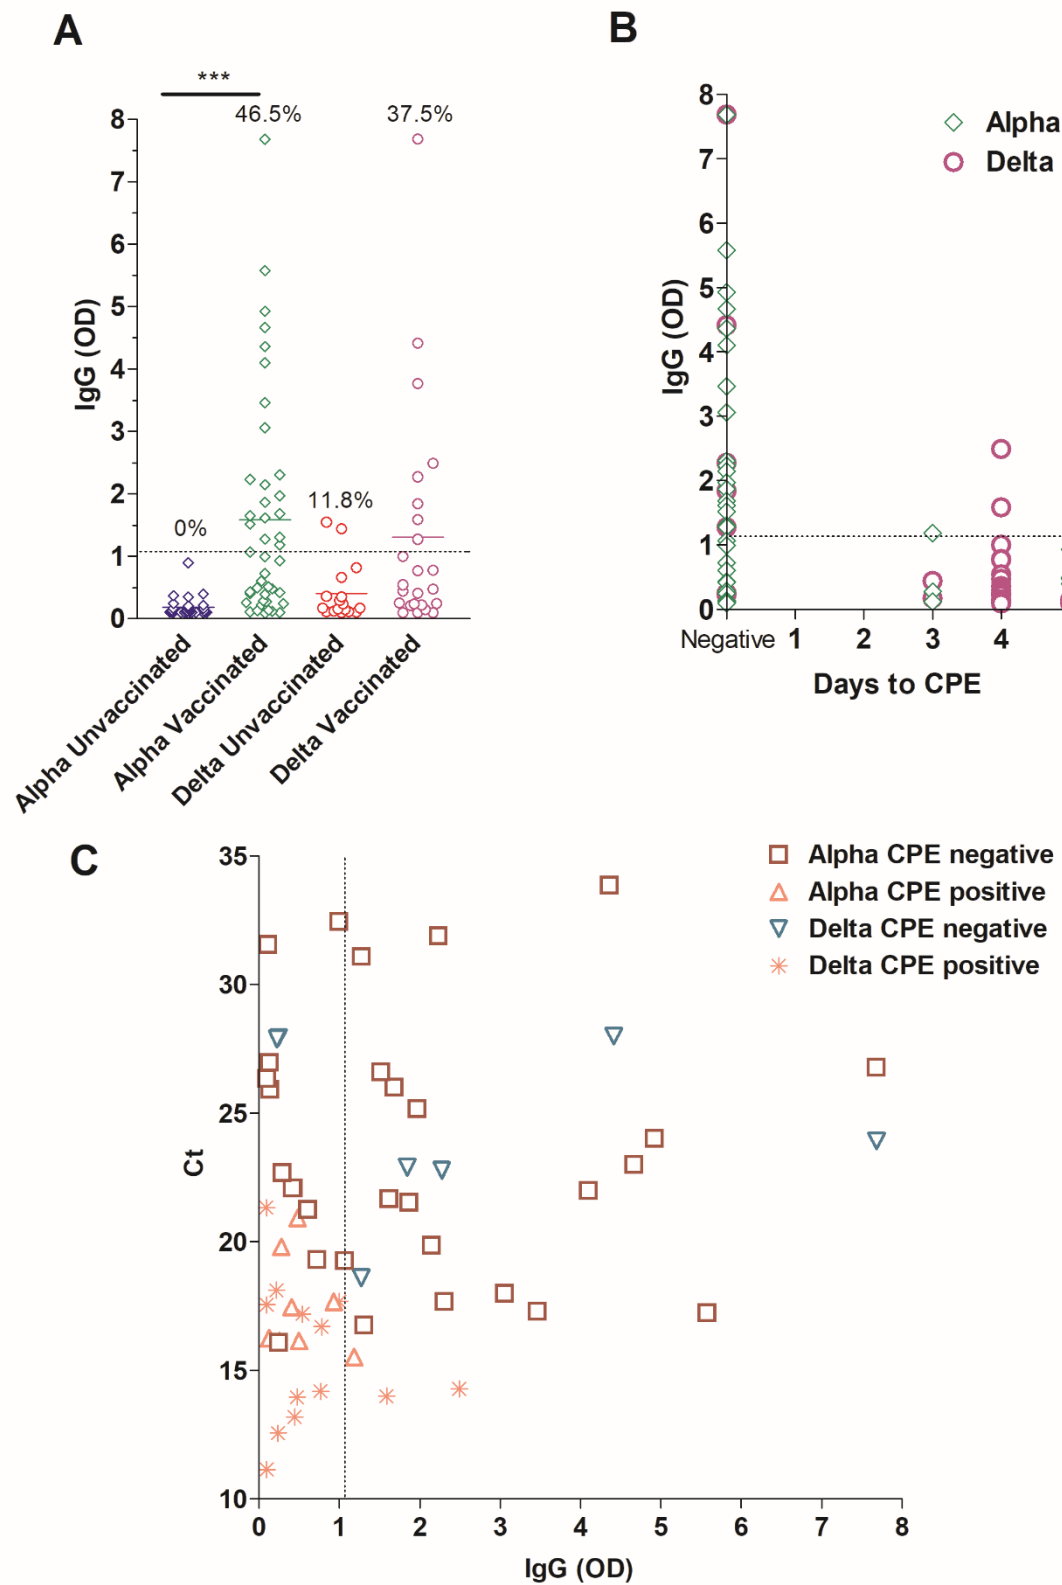 A
***
46.5%
37.5%
8
7
6
5
4
3
2
1
0
IgG (OD)
0%
11.8%
Alpha Unvaccinated
Alpha Vaccinated
Delta Unvaccinated
Delta Vaccinated
B
8
7
6
5
4
3
2
1
0
IgG (OD)
Alpha
Delta
Negative 1 2 3 4
Days to CPE
C
35
30
25
20
15
10
Ct
Alpha CPE negative
Alpha CPE positive
Delta CPE negative
Delta CPE positive
0 1 2 3 4 5 6 7 8
IgG (OD)